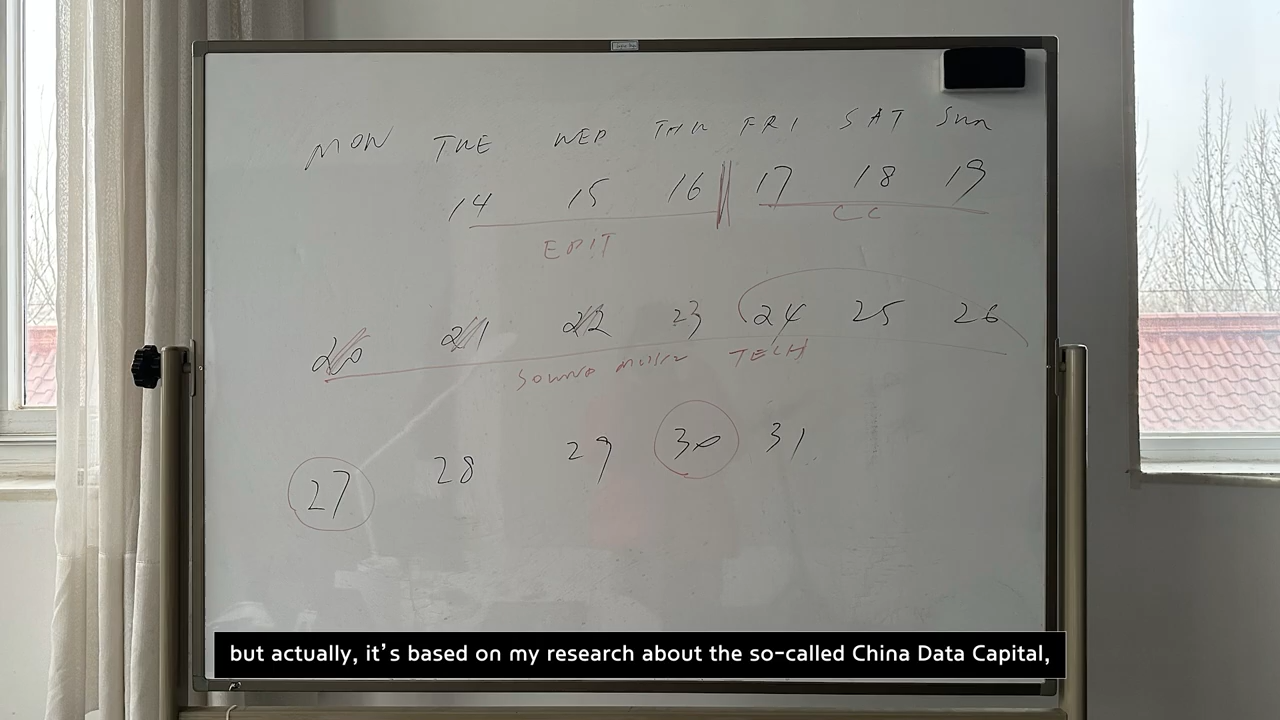 MON TUE WED THU FRI SAT SUN
14 15 16 17 18 19
EDIT CC
20 21 22 23 24 25 26
SOUND MUSIC TECH
27 28 29 30 31
but actually, it's based on my research about the so-called China Data Capital,